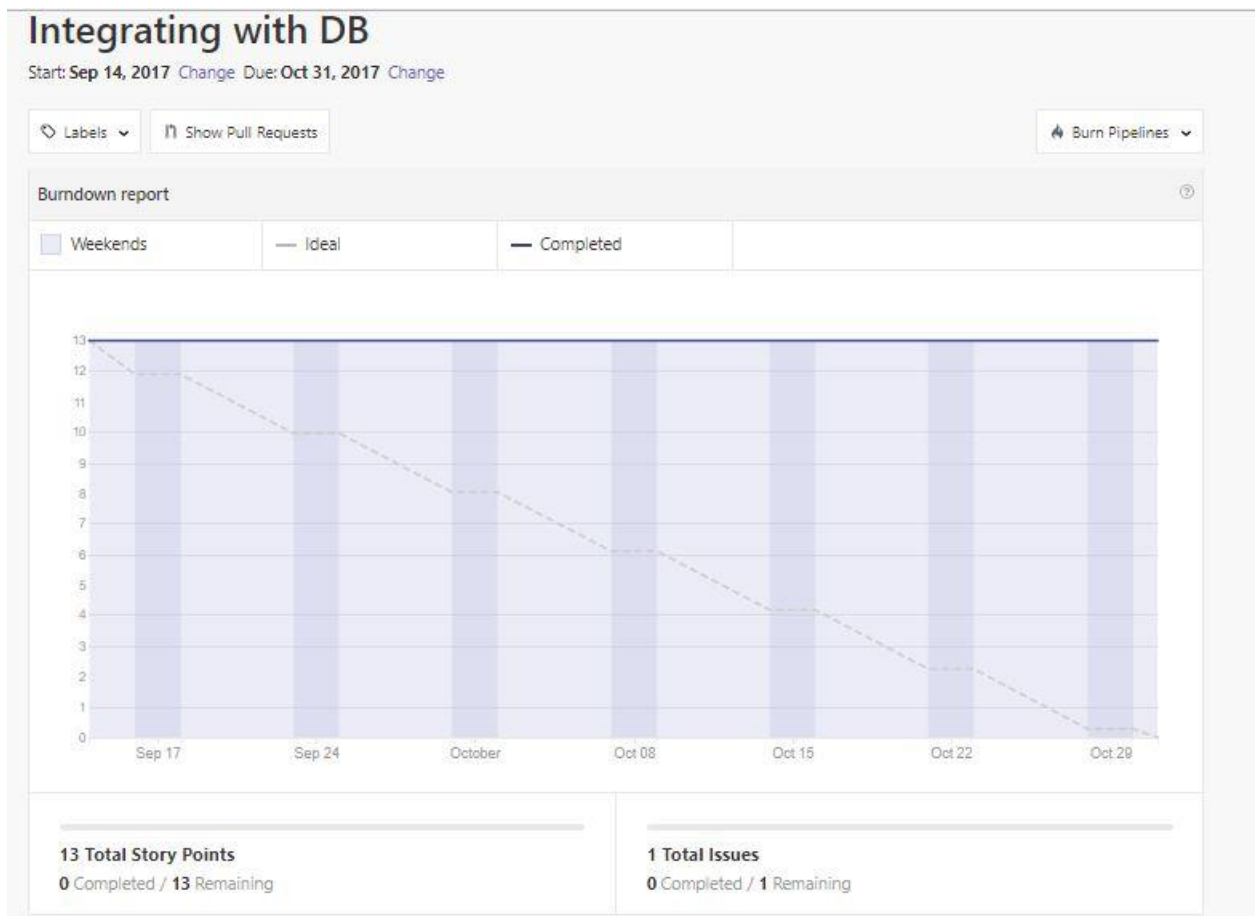 Integrating with DB
Start: Sep 14, 2017 Change Due: Oct 31, 2017 Change
Labels Show Pull Requests Burn Pipelines
Burndown report
Weekends Ideal Completed
13
12
11
10
9
8
7
6
5
4
3
2
1
0
Sep 17 Sep 24 October Oct 08 Oct 15 Oct 22 Oct 29
13 Total Story Points 1 Total Issues
0 Completed / 13 Remaining 0 Completed / 1 Remaining